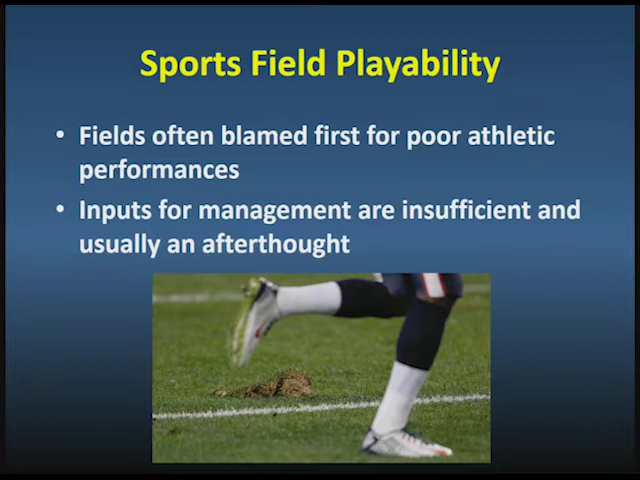 Sports Field Playability
• Fields often blamed first for poor athletic
performances
• Inputs for management are insufficient and
usually an afterthought